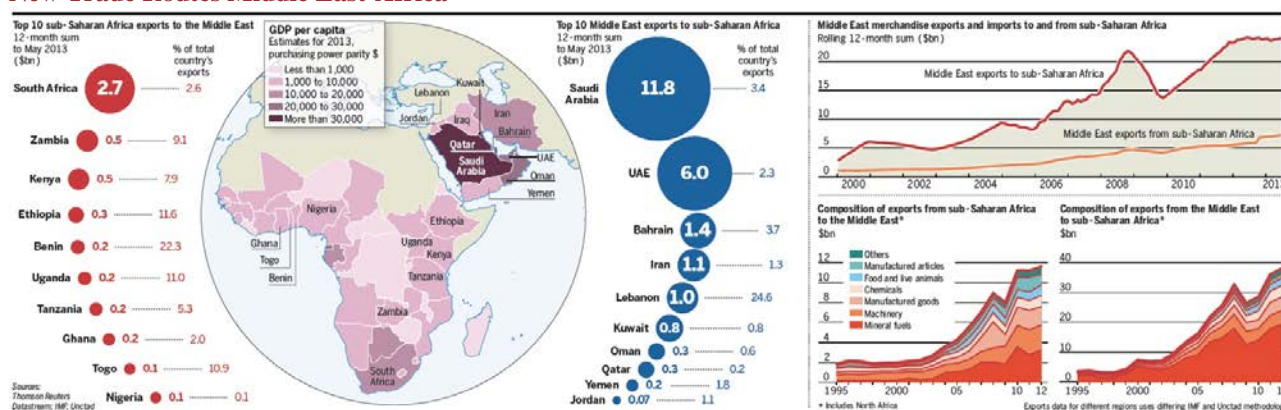 Top 10 sub-Saharan Africa exports to the Middle East
12-month sum
to May 2013
($bn)
% of total
country's
exports
South Africa 2.7 2.6
Zambia 0.5 9.1
Kenya 0.5 7.9
Ethiopia 0.3 11.6
Benin 0.2 22.3
Uganda 0.2 11.0
Tanzania 0.2 5.3
Ghana 0.2 2.0
Togo 0.1 10.9
Nigeria 0.1 0.1
Sources:
Thomson Reuters
Datastream; IMF; Unctad
GDP per capita
Estimates for 2013,
purchasing power parity $
Less than 1,000
1,000 to 10,000
10,000 to 20,000
20,000 to 30,000
More than 30,000
Kuwait
Lebanon
Jordan
Iraq
Iran
Bahrain
Qatar
Saudi
Arabia
UAE
Oman
Yemen
Nigeria
Ethiopia
Ghana
Togo
Benin
Uganda
Kenya
Tanzania
Zambia
South
Africa
Top 10 Middle East exports to sub-Saharan Africa
12-month sum
to May 2013
($bn)
% of total
country's
exports
Saudi
Arabia 11.8 3.4
UAE 6.0 2.3
Bahrain 1.4 3.7
Iran 1.1 1.3
Lebanon 1.0 24.6
Kuwait 0.8 0.8
Oman 0.3 0.6
Qatar 0.3 0.2
Yemen 0.2 1.8
Jordan 0.07 1.1
Middle East merchandise exports and imports to and from sub-Saharan Africa
Rolling 12-month sum ($bn)
20
15
10
5
0
Middle East exports to sub-Saharan Africa
Middle East exports from sub-Saharan Africa
2000 2002 2004 2006 2008 2010 201
Composition of exports from sub-Saharan Africa
to the Middle East*
$bn
12
10
8
6
4
2
0
Others
Manufactured articles
Food and live animals
Chemicals
Manufactured goods
Machinery
Mineral fuels
1995 2000 05 10 12
* Includes North Africa
Composition of exports from the Middle East
to sub-Saharan Africa*
$bn
40
30
20
10
0
1995 2000 05 10
Exports data for different regions uses differing IMF and Unctad methodolo